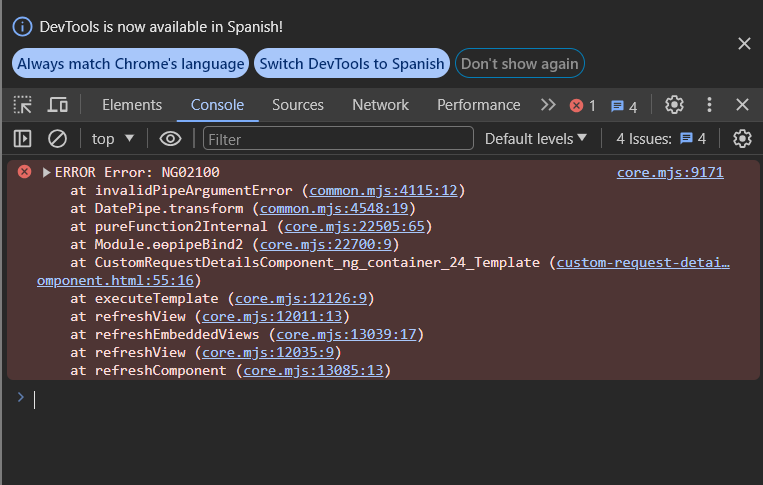 DevTools is now available in Spanish!
Always match Chrome's language Switch DevTools to Spanish Don't show again
Elements Console Sources Network Performance 1 4
top Filter Default levels 4 Issues: 4
ERROR Error: NG02100 core.mjs:9171
at invalidPipeArgumentError (common.mjs:4115:12)
at DatePipe.transform (common.mjs:4548:19)
at pureFunction2Internal (core.mjs:22505:65)
at Module.ɵɵpipeBind2 (core.mjs:22700:9)
at CustomRequestDetailsComponent_ng_container_24_Template (custom-request-detai…
omponent.html:55:16)
at executeTemplate (core.mjs:12126:9)
at refreshView (core.mjs:12011:13)
at refreshEmbeddedViews (core.mjs:13039:17)
at refreshView (core.mjs:12035:9)
at refreshComponent (core.mjs:13085:13)